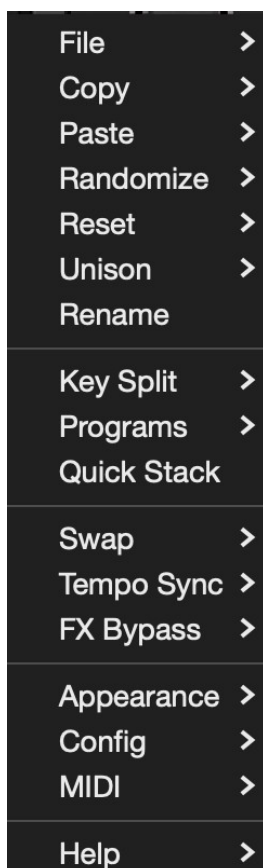 File
Copy
Paste
Randomize
Reset
Unison
Rename
Key Split
Programs
Quick Stack
Swap
Tempo Sync
FX Bypass
Appearance
Config
MIDI
Help